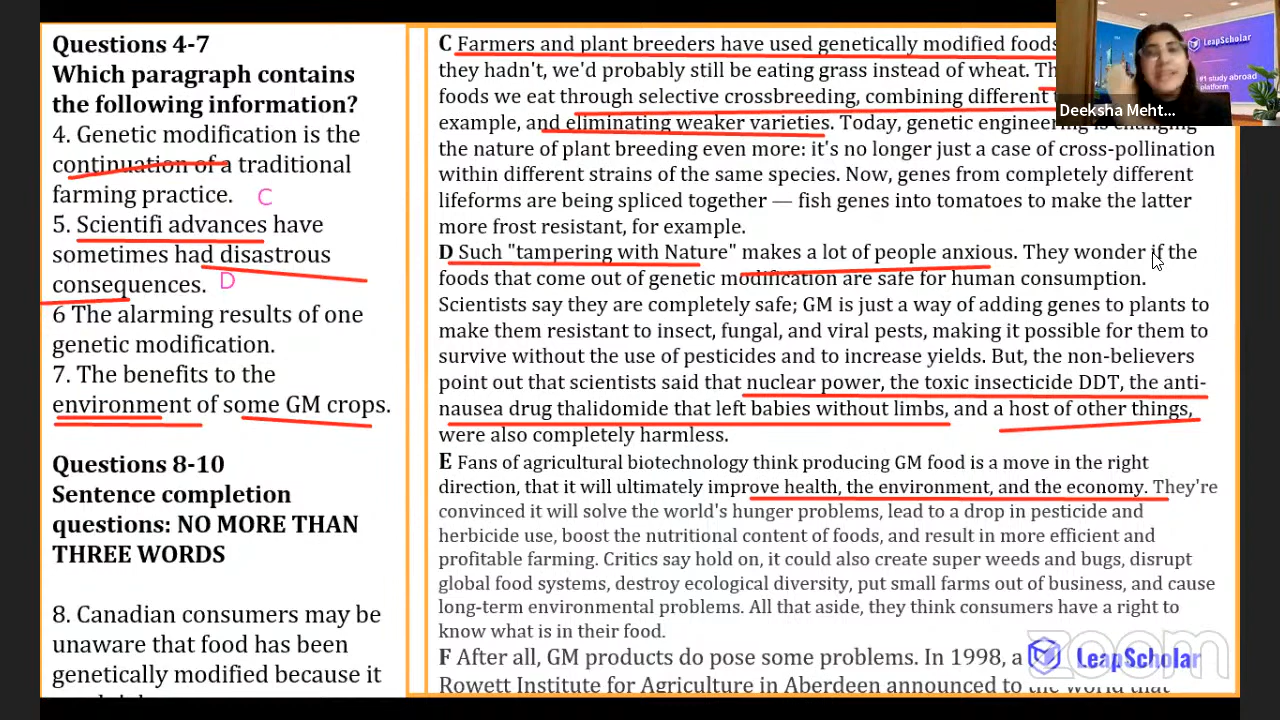 Questions 4-7
Which paragraph contains
the following information?
4. Genetic modification is the
continuation of a traditional
farming practice. C
5. Scientifi advances have
sometimes had disastrous
consequences. D
6 The alarming results of one
genetic modification.
7. The benefits to the
environment of some GM crops.
Questions 8-10
Sentence completion
questions: NO MORE THAN
THREE WORDS
8. Canadian consumers may be
unaware that food has been
genetically modified because it
C Farmers and plant breeders have used genetically modified foods
they hadn't, we'd probably still be eating grass instead of wheat.
foods we eat through selective crossbreeding, combining different
example, and eliminating weaker varieties. Today, genetic engineering is changing
the nature of plant breeding even more: it's no longer just a case of cross-pollination
within different strains of the same species. Now, genes from completely different
lifeforms are being spliced together — fish genes into tomatoes to make the latter
more frost resistant, for example.
D Such "tampering with Nature" makes a lot of people anxious. They wonder if the
foods that come out of genetic modification are safe for human consumption.
Scientists say they are completely safe; GM is just a way of adding genes to plants to
make them resistant to insect, fungal, and viral pests, making it possible for them to
survive without the use of pesticides and to increase yields. But, the non-believers
point out that scientists said that nuclear power, the toxic insecticide DDT, the anti-
nausea drug thalidomide that left babies without limbs, and a host of other things,
were also completely harmless.
E Fans of agricultural biotechnology think producing GM food is a move in the right
direction, that it will ultimately improve health, the environment, and the economy. They're
convinced it will solve the world's hunger problems, lead to a drop in pesticide and
herbicide use, boost the nutritional content of foods, and result in more efficient and
profitable farming. Critics say hold on, it could also create super weeds and bugs, disrupt
global food systems, destroy ecological diversity, put small farms out of business, and cause
long-term environmental problems. All that aside, they think consumers have a right to
know what is in their food.
F After all, GM products do pose some problems. In 1998, a
Rowett Institute for Agriculture in Aberdeen announced to the world that
LeapScholar
#1 study abroad
platform
Deeksha Meht...
zoom
LeapScholar